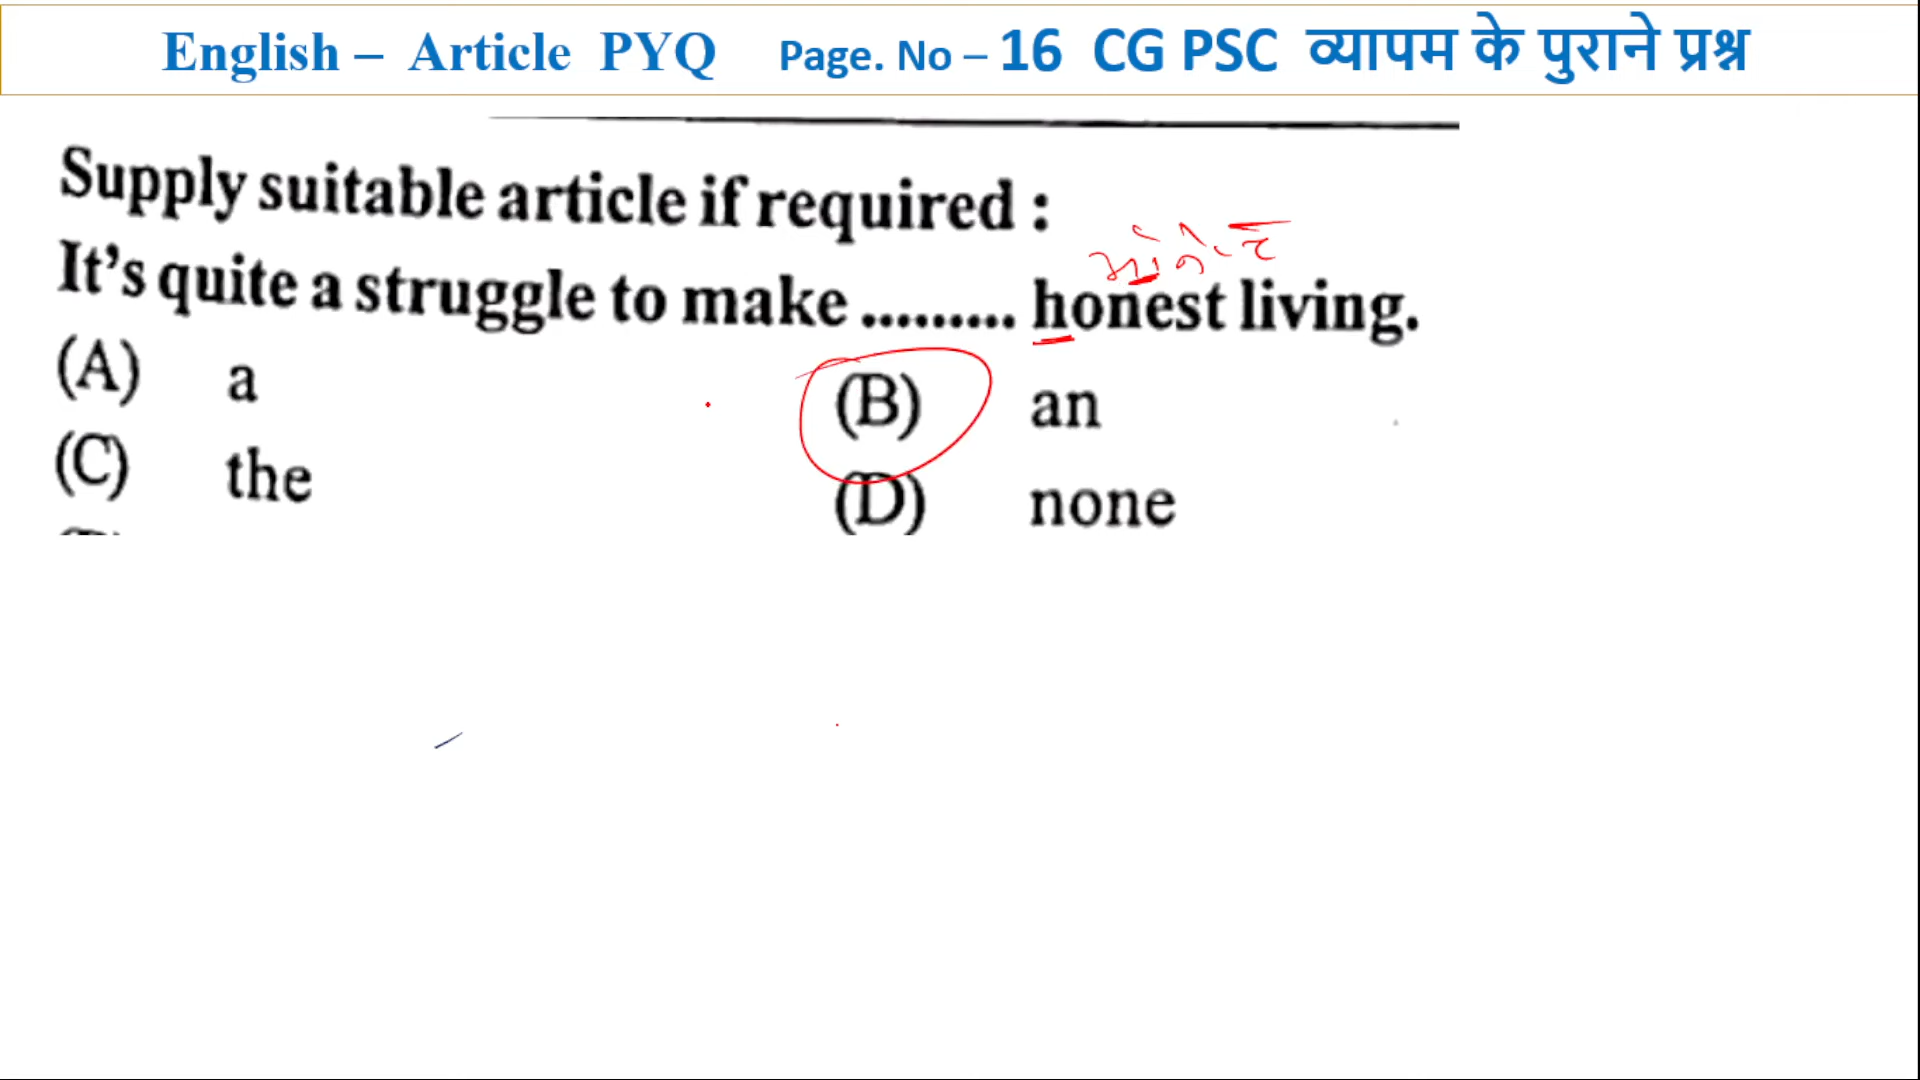 English – Article PYQ Page. No – 16 CG PSC व्यापम के पुराने प्रश्न
Supply suitable article if required :
It's quite a struggle to make ......... honest living.
(A) a (B) an
(C) the (D) none